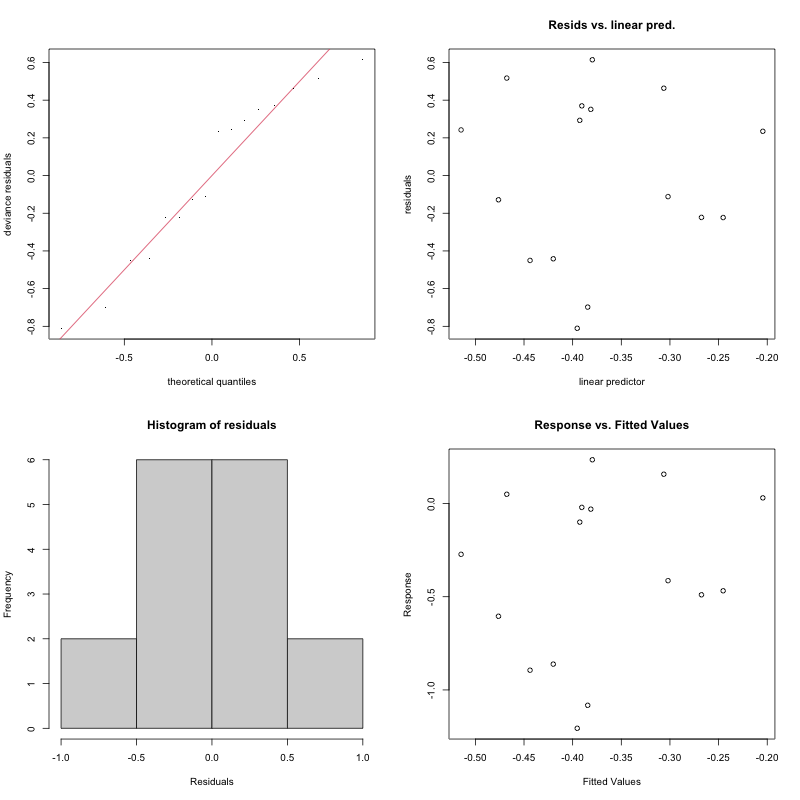 0.6
0.4
0.2
0.0
-0.2
-0.4
-0.6
-0.8
deviance residuals
-0.5 0.0 0.5
theoretical quantiles
Resids vs. linear pred.
0.6
0.4
0.2
0.0
-0.2
-0.4
-0.6
-0.8
residuals
-0.50 -0.45 -0.40 -0.35 -0.30 -0.25 -0.20
linear predictor
Histogram of residuals
6
5
4
3
2
1
0
Frequency
-1.0 -0.5 0.0 0.5 1.0
Residuals
Response vs. Fitted Values
0.0
-0.5
-1.0
Response
-0.50 -0.45 -0.40 -0.35 -0.30 -0.25 -0.20
Fitted Values